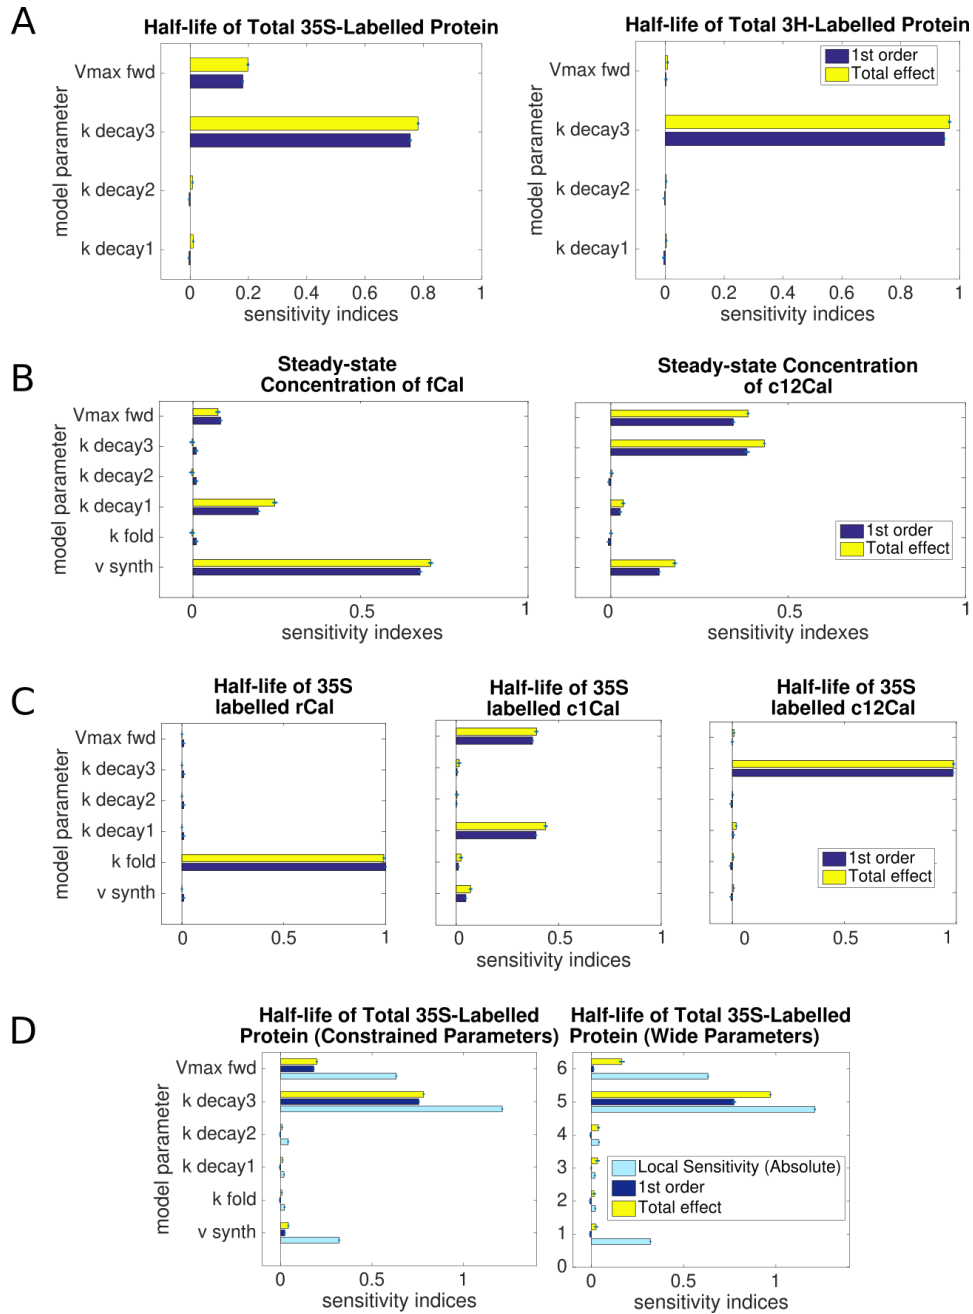 A
Half-life of Total 35S-Labelled Protein
model parameter
Vmax fwd
k decay3
k decay2
k decay1
0 0.2 0.4 0.6 0.8 1
sensitivity indices
Half-life of Total 3H-Labelled Protein
model parameter
Vmax fwd
k decay3
k decay2
k decay1
1st order
Total effect
0 0.2 0.4 0.6 0.8 1
sensitivity indices
B
Steady-state
Concentration of fCal
model parameter
Vmax fwd
k decay3
k decay2
k decay1
k fold
v synth
0 0.5 1
sensitivity indexes
Steady-state Concentration
of c12Cal
1st order
Total effect
0 0.5 1
sensitivity indexes
C
Half-life of 35S
labelled rCal
model parameter
Vmax fwd
k decay3
k decay2
k decay1
k fold
v synth
0 0.5 1
Half-life of 35S
labelled c1Cal
0 0.5 1
sensitivity indices
Half-life of 35S
labelled c12Cal
1st order
Total effect
0 0.5 1
D
Half-life of Total 35S-Labelled
Protein (Constrained Parameters)
model parameter
Vmax fwd
k decay3
k decay2
k decay1
k fold
v synth
0 0.5 1
sensitivity indices
Half-life of Total 35S-Labelled
Protein (Wide Parameters)
6
5
4
3
2
1
0
Local Sensitivity (Absolute)
1st order
Total effect
0 0.5 1
sensitivity indices